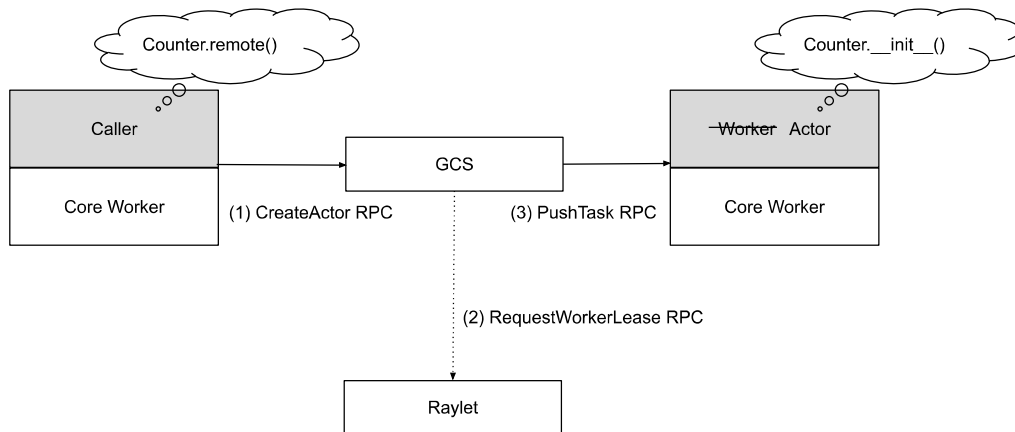 Counter.remote()
Counter.__init__()
Caller
Worker Actor
GCS
Core Worker
Core Worker
(1) CreateActor RPC
(3) PushTask RPC
(2) RequestWorkerLease RPC
Raylet